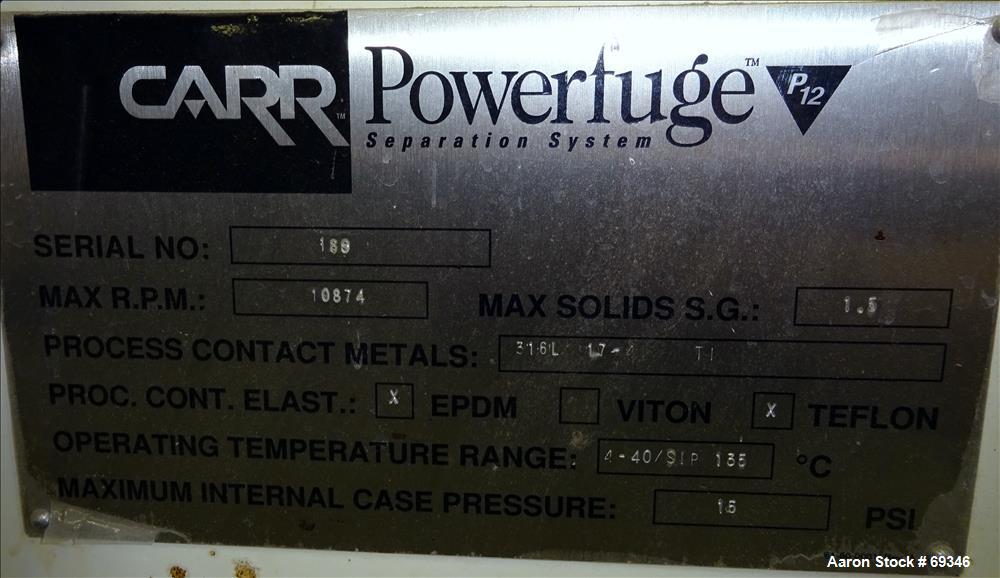 CARR™ Powerfuge™ P12
Separation System
SERIAL NO: 189
MAX R.P.M.: 10874 MAX SOLIDS S.G.: 1.5
PROCESS CONTACT METALS: 316L 17-4 TI
PROC. CONT. ELAST.: X EPDM VITON X TEFLON
OPERATING TEMPERATURE RANGE: 4-40/SIP 135 °C
MAXIMUM INTERNAL CASE PRESSURE: 15 PSI
Aaron Stock # 69346